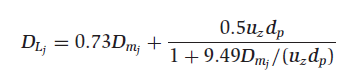 D_{L_j} = 0.73D_{m_j} + \frac{0.5u_z d_p}{1 + 9.49D_{m_j}/(u_z d_p)}